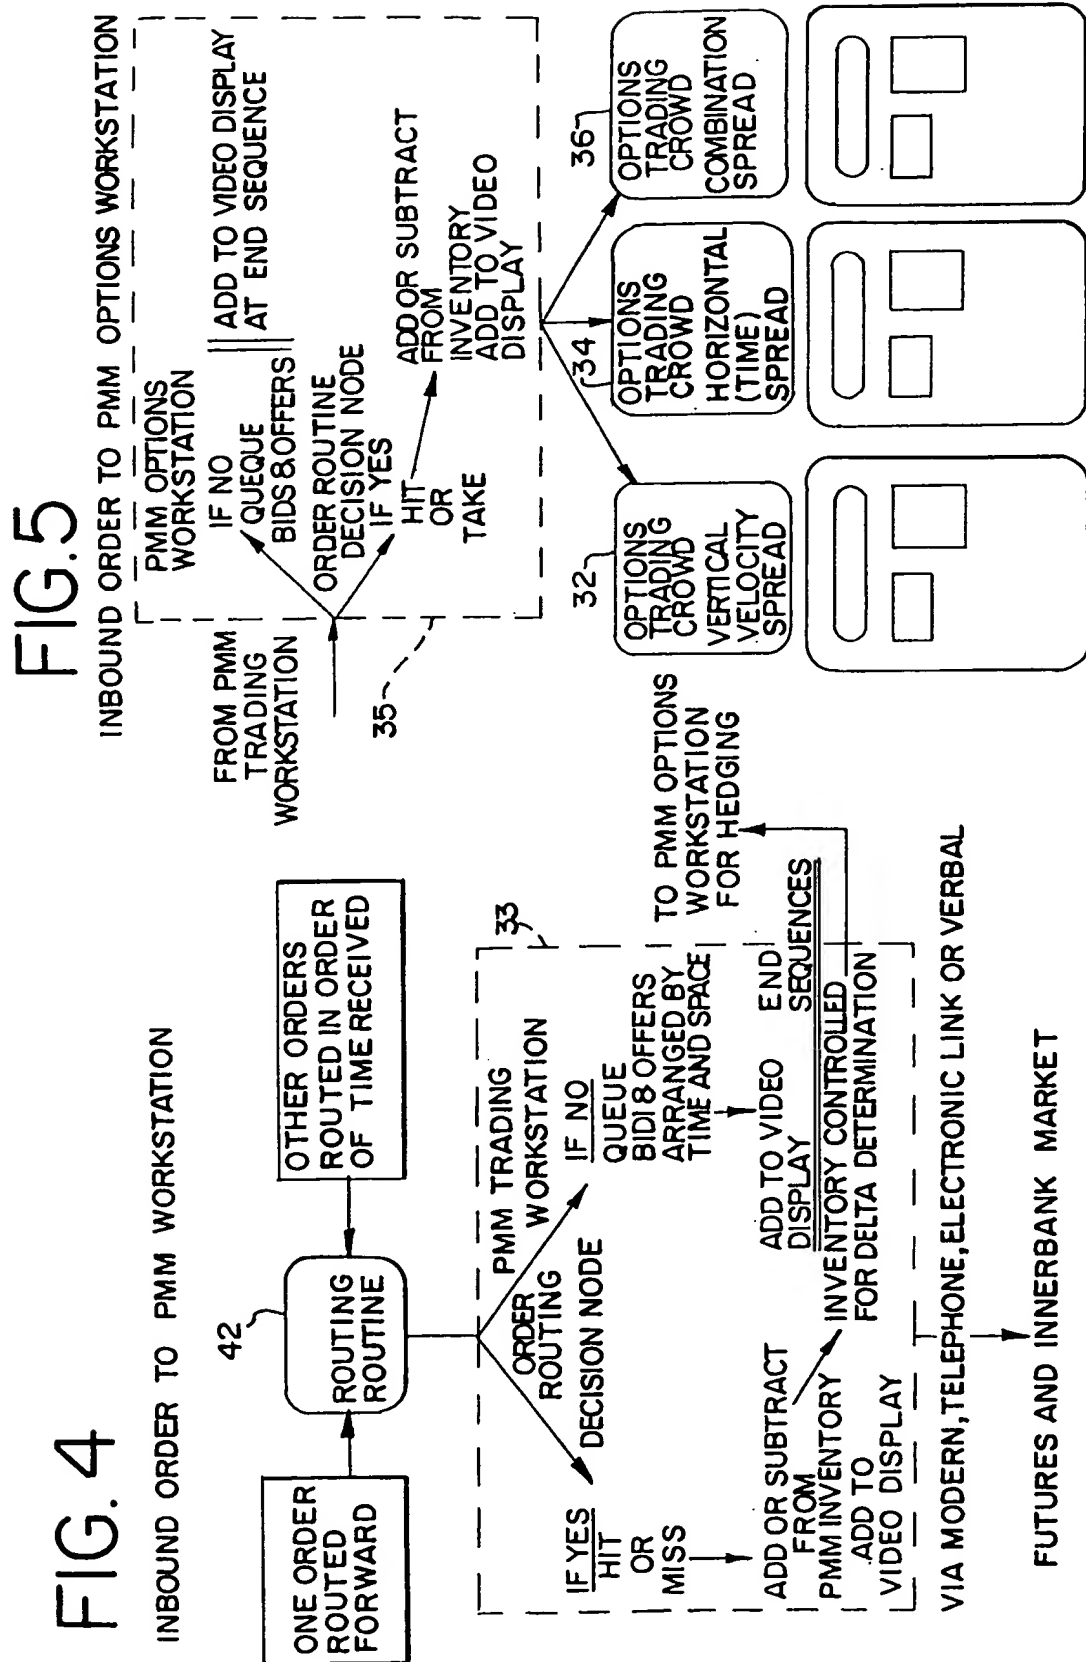 FIG. 4
INBOUND ORDER TO PMM WORKSTATION
ONE ORDER
ROUTED
FORWARD
42
ROUTING
ROUTINE
OTHER ORDERS
ROUTED IN ORDER
OF TIME RECEIVED
33
PMM TRADING
WORKSTATION
ORDER
ROUTING
DECISION NODE
IF YES
HIT
OR
MISS
IF NO
QUEUE
BIDI & OFFERS
ARRANGED BY
TIME AND SPACE
ADD TO VIDEO
DISPLAY
END
SEQUENCES
ADD OR SUBTRACT
FROM
PMM INVENTORY
ADD TO
VIDEO DISPLAY
INVENTORY CONTROLLED
FOR DELTA DETERMINATION
TO PMM OPTIONS
WORKSTATION
FOR HEDGING
VIA MODERN, TELEPHONE, ELECTRONIC LINK OR VERBAL
FUTURES AND INNERBANK MARKET
FIG.5
INBOUND ORDER TO PMM OPTIONS WORKSTATION
FROM PMM
TRADING
WORKSTATION
35
PMM OPTIONS
WORKSTATION
IF NO
QUEQUE
BIDS & OFFERS
ADD TO VIDEO DISPLAY
AT END SEQUENCE
ORDER ROUTINE
DECISION NODE
IF YES
HIT
OR
TAKE
ADD OR SUBTRACT
FROM
INVENTORY
ADD TO VIDEO
DISPLAY
32
OPTIONS
TRADING
CROWD
VERTICAL
VELOCITY
SPREAD
34
OPTIONS
TRADING
CROWD
HORIZONTAL
(TIME)
SPREAD
36
OPTIONS
TRADING
CROWD
COMBINATION
SPREAD